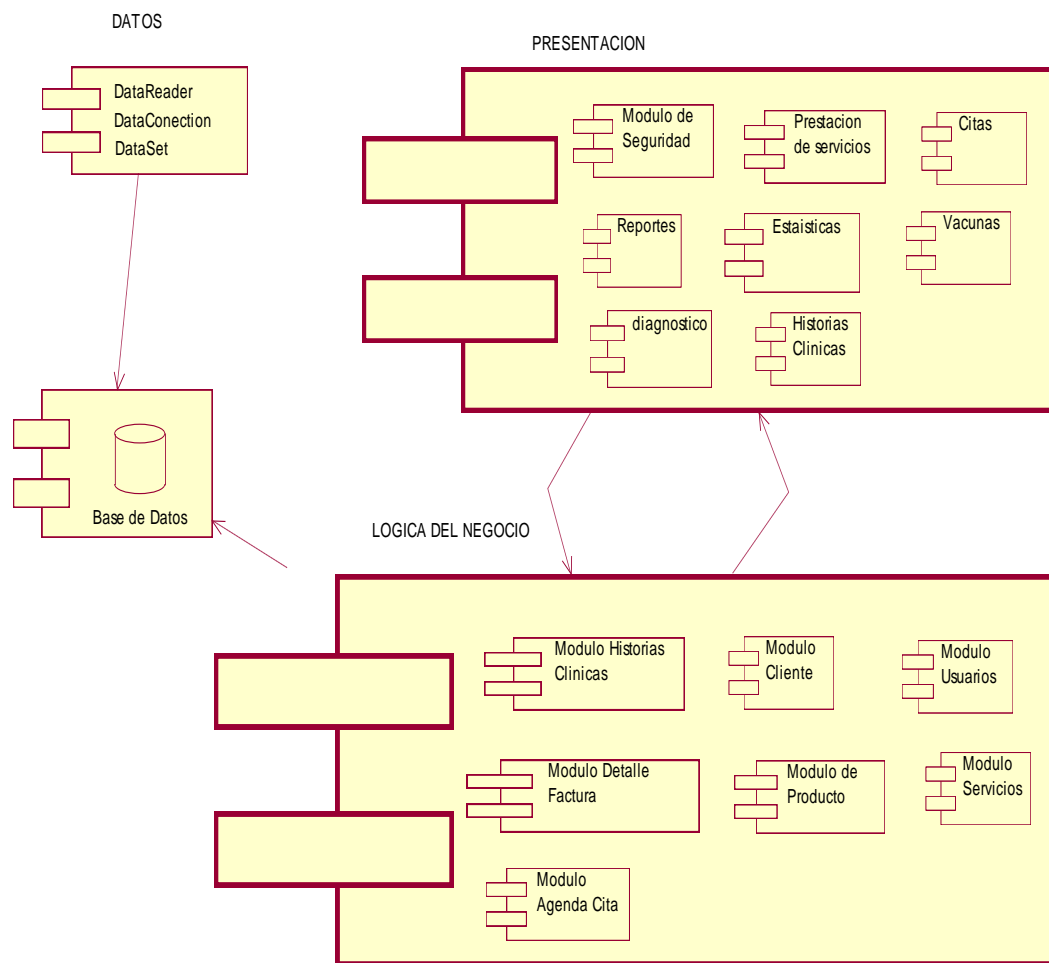 DATOS
DataReader
DataConection
DataSet
Base de Datos
PRESENTACION
Modulo de
Seguridad
Prestacion
de servicios
Citas
Reportes
Estaisticas
Vacunas
diagnostico
Historias
Clinicas
LOGICA DEL NEGOCIO
Modulo Historias
Clinicas
Modulo
Cliente
Modulo
Usuarios
Modulo Detalle
Factura
Modulo de
Producto
Modulo
Servicios
Modulo
Agenda Cita